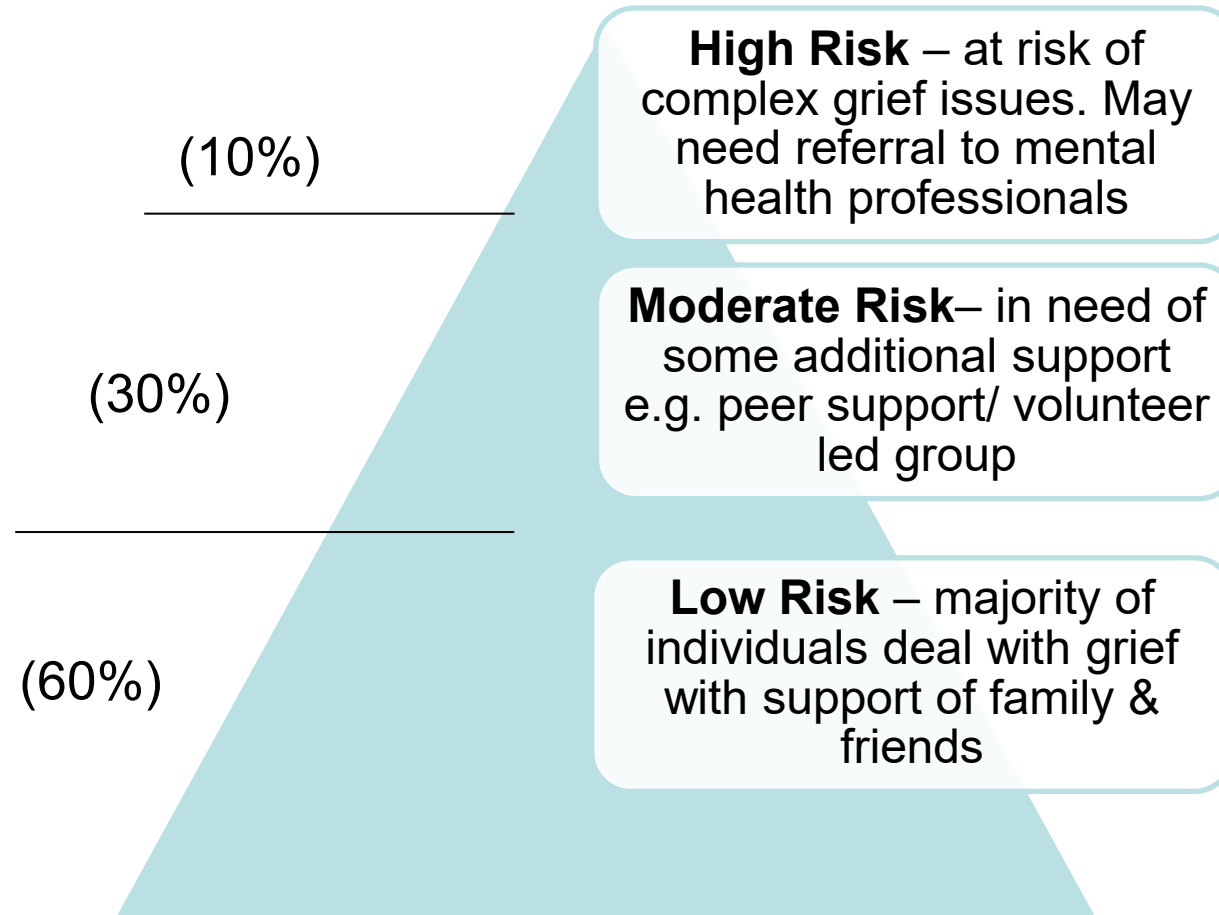 (10%)
High Risk – at risk of
complex grief issues. May
need referral to mental
health professionals
(30%)
Moderate Risk– in need of
some additional support
e.g. peer support/ volunteer
led group
(60%)
Low Risk – majority of
individuals deal with grief
with support of family &
friends